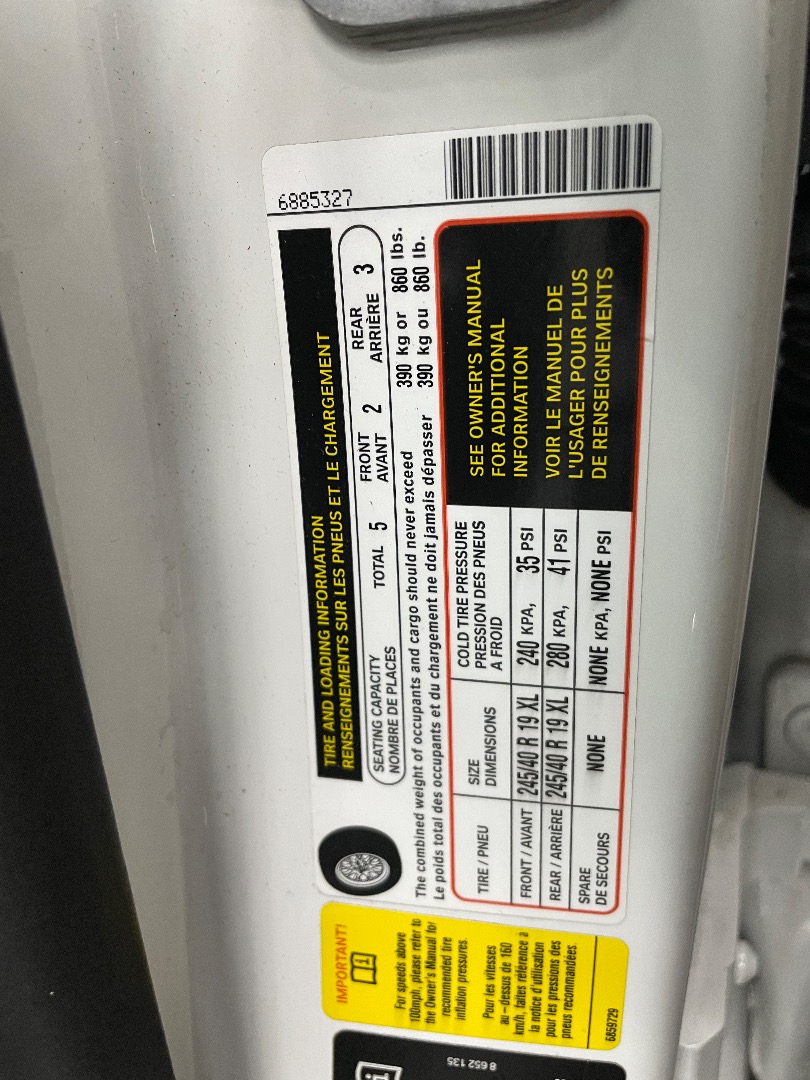 6885327
TIRE AND LOADING INFORMATION
RENSEIGNEMENTS SUR LES PNEUS ET LE CHARGEMENT
SEATING CAPACITY
NOMBRE DE PLACES
TOTAL 5
FRONT
AVANT 2
REAR
ARRIÈRE 3
The combined weight of occupants and cargo should never exceed 390 kg or 860 lbs.
Le poids total des occupants et du chargement ne doit jamais dépasser 390 kg ou 860 lb.
TIRE / PNEU
SIZE
DIMENSIONS
COLD TIRE PRESSURE
PRESSION DES PNEUS
A FROID
FRONT / AVANT 245/40 R 19 XL 240 KPA, 35 PSI
REAR / ARRIÈRE 245/40 R 19 XL 280 KPA, 41 PSI
SPARE
DE SECOURS
NONE NONE KPA, NONE PSI
SEE OWNER'S MANUAL
FOR ADDITIONAL
INFORMATION
VOIR LE MANUEL DE
L'USAGER POUR PLUS
DE RENSEIGNEMENTS
IMPORTANT!
For speeds above
100mph, please refer to
the Owner's Manual for
recommended tire
inflation pressures.
Pour les vitesses
au-dessus de 160
km/h, faites référence à
la notice d'utilisation
pour les pressions des
pneus recommandées.
6859729
8 652 135